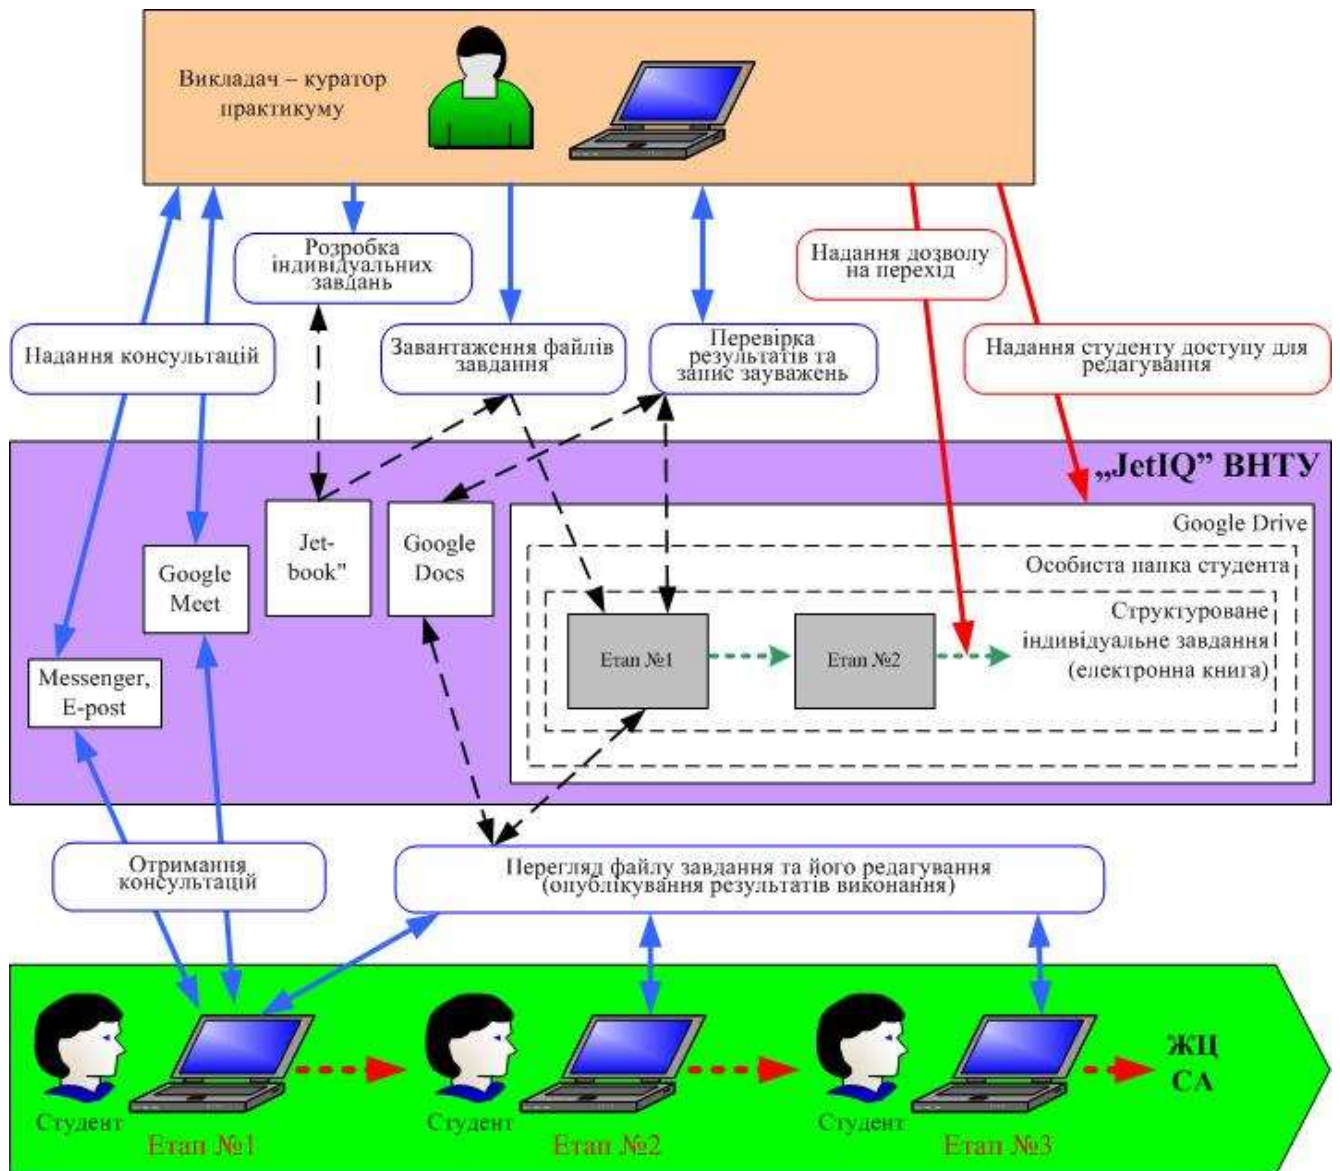 Викладач – куратор
практикуму
Розробка
індивідуальних
завдань
Надання дозволу
на перехід
Надання консультацій
Завантаження файлів
завдання
Перевірка
результатів та
запис зауважень
Надання студенту доступу для
редагування
„JetIQ” ВНТУ
Google Drive
Jet-
book"
Google
Docs
Google
Meet
Особиста папка студента
Структуроване
індивідуальне завдання
(електронна книга)
Етап №1
Етап №2
Messenger,
E-post
Отримання
консультацій
Перегляд файлу завдання та його редагування
(опублікування результатів виконання)
ЖЦ
СА
Студент
Етап №1
Студент
Етап №2
Студент
Етап №3